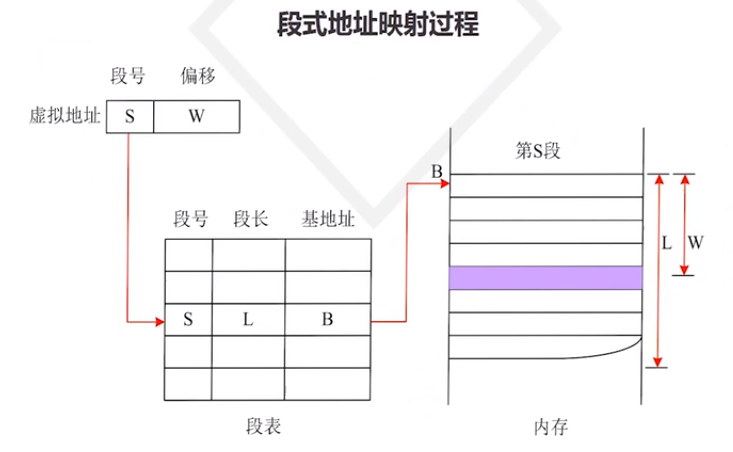 段式地址映射过程
段号 偏移
虚拟地址 S W
第S段
B
段号 段长 基地址
L W
S L B
段表
内存